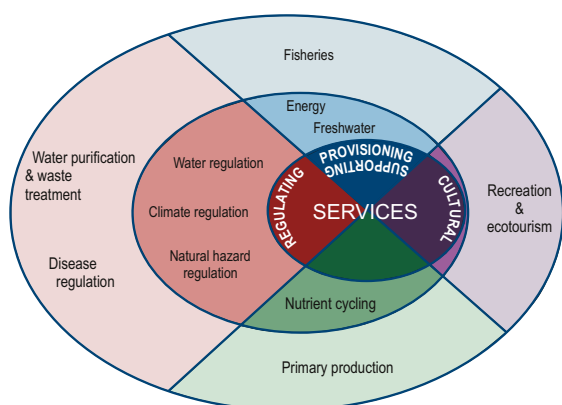 Fisheries
Energy
Freshwater
PROVISIONING
SUPPORTING
Water purification
& waste
treatment
Water regulation
REGULATING
SERVICES
CULTURAL
Recreation
&
ecotourism
Climate regulation
Disease
regulation
Natural hazard
regulation
Nutrient cycling
Primary production